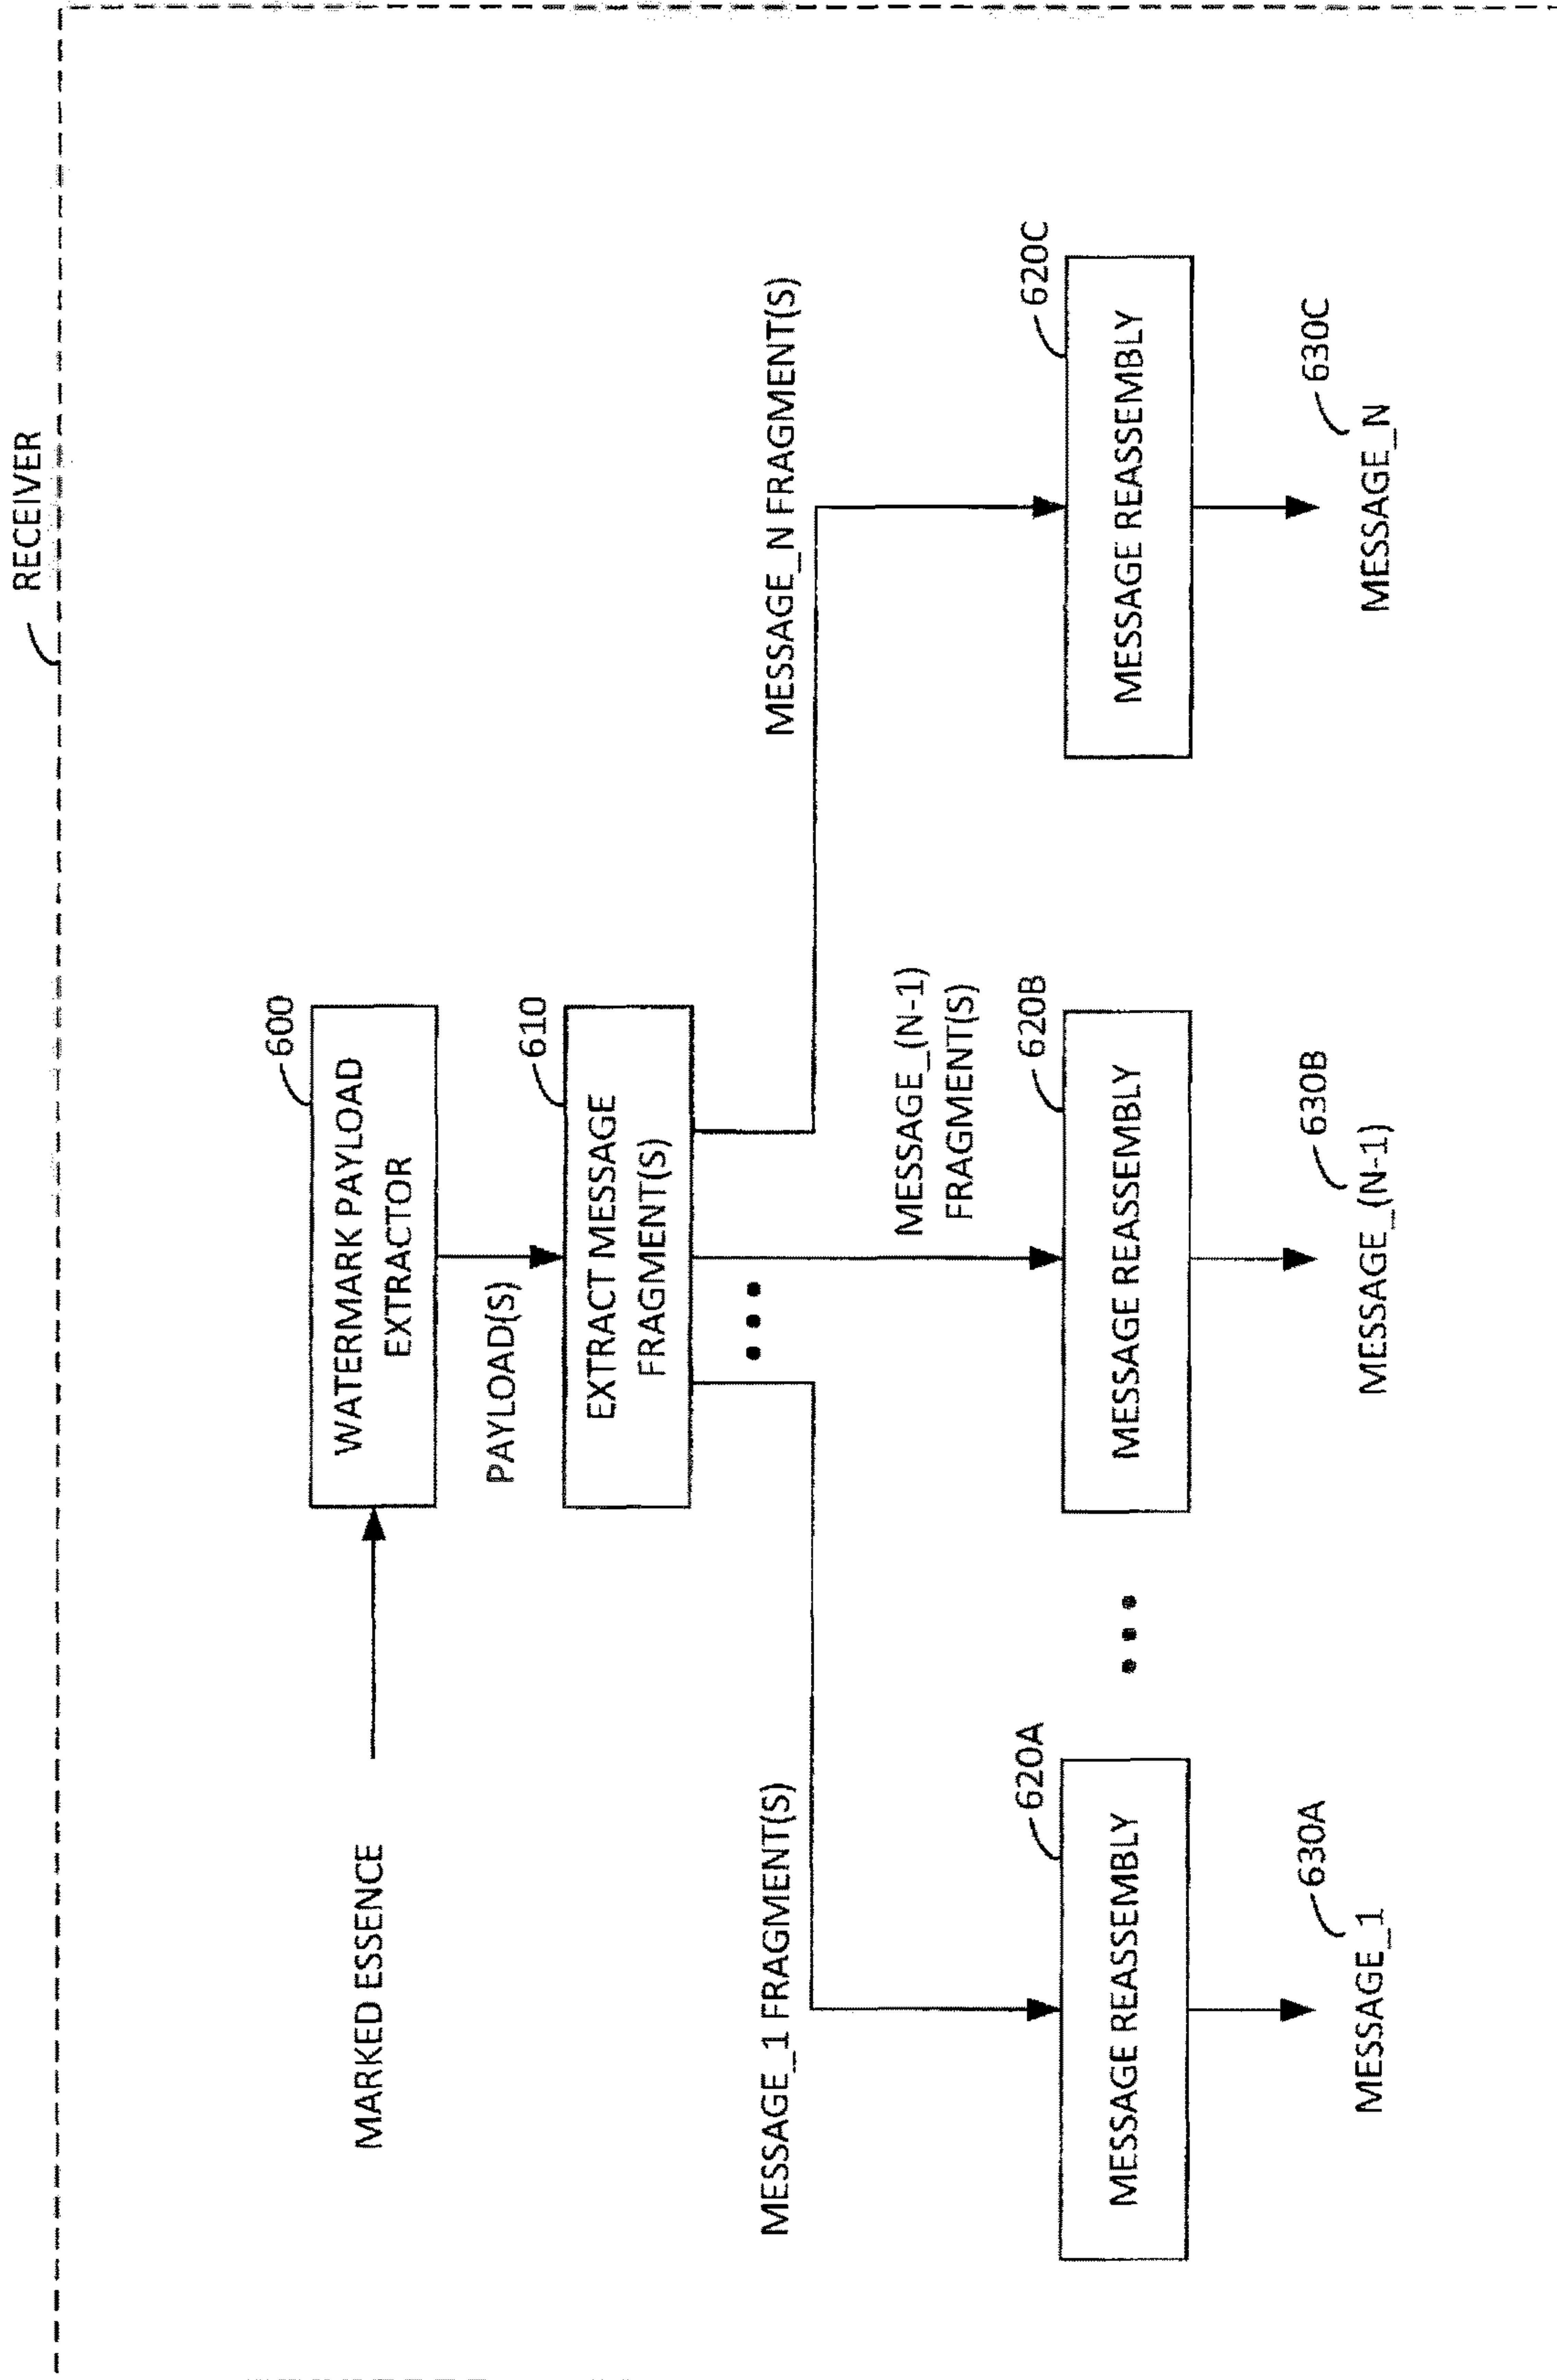 RECEIVER
600
WATERMARK PAYLOAD
EXTRACTOR
MARKED ESSENCE
PAYLOAD(S)
610
EXTRACT MESSAGE
FRAGMENT(S)
MESSAGE_1 FRAGMENT(S)
MESSAGE_(N-1)
FRAGMENT(S)
MESSAGE_N FRAGMENT(S)
620A
MESSAGE REASSEMBLY
620B
MESSAGE REASSEMBLY
620C
MESSAGE REASSEMBLY
630A
MESSAGE_1
630B
MESSAGE_(N-1)
630C
MESSAGE_N